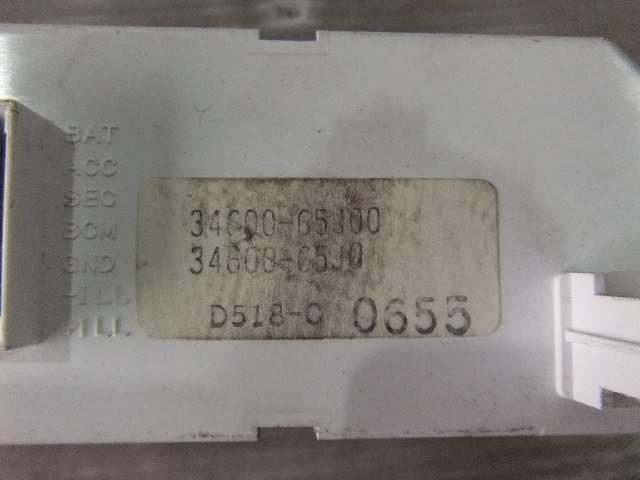 BAT
ACC
SEC
BCM
GND
+ILL
-ILL
34600-65J00
34608-65J0
D518-0 0655